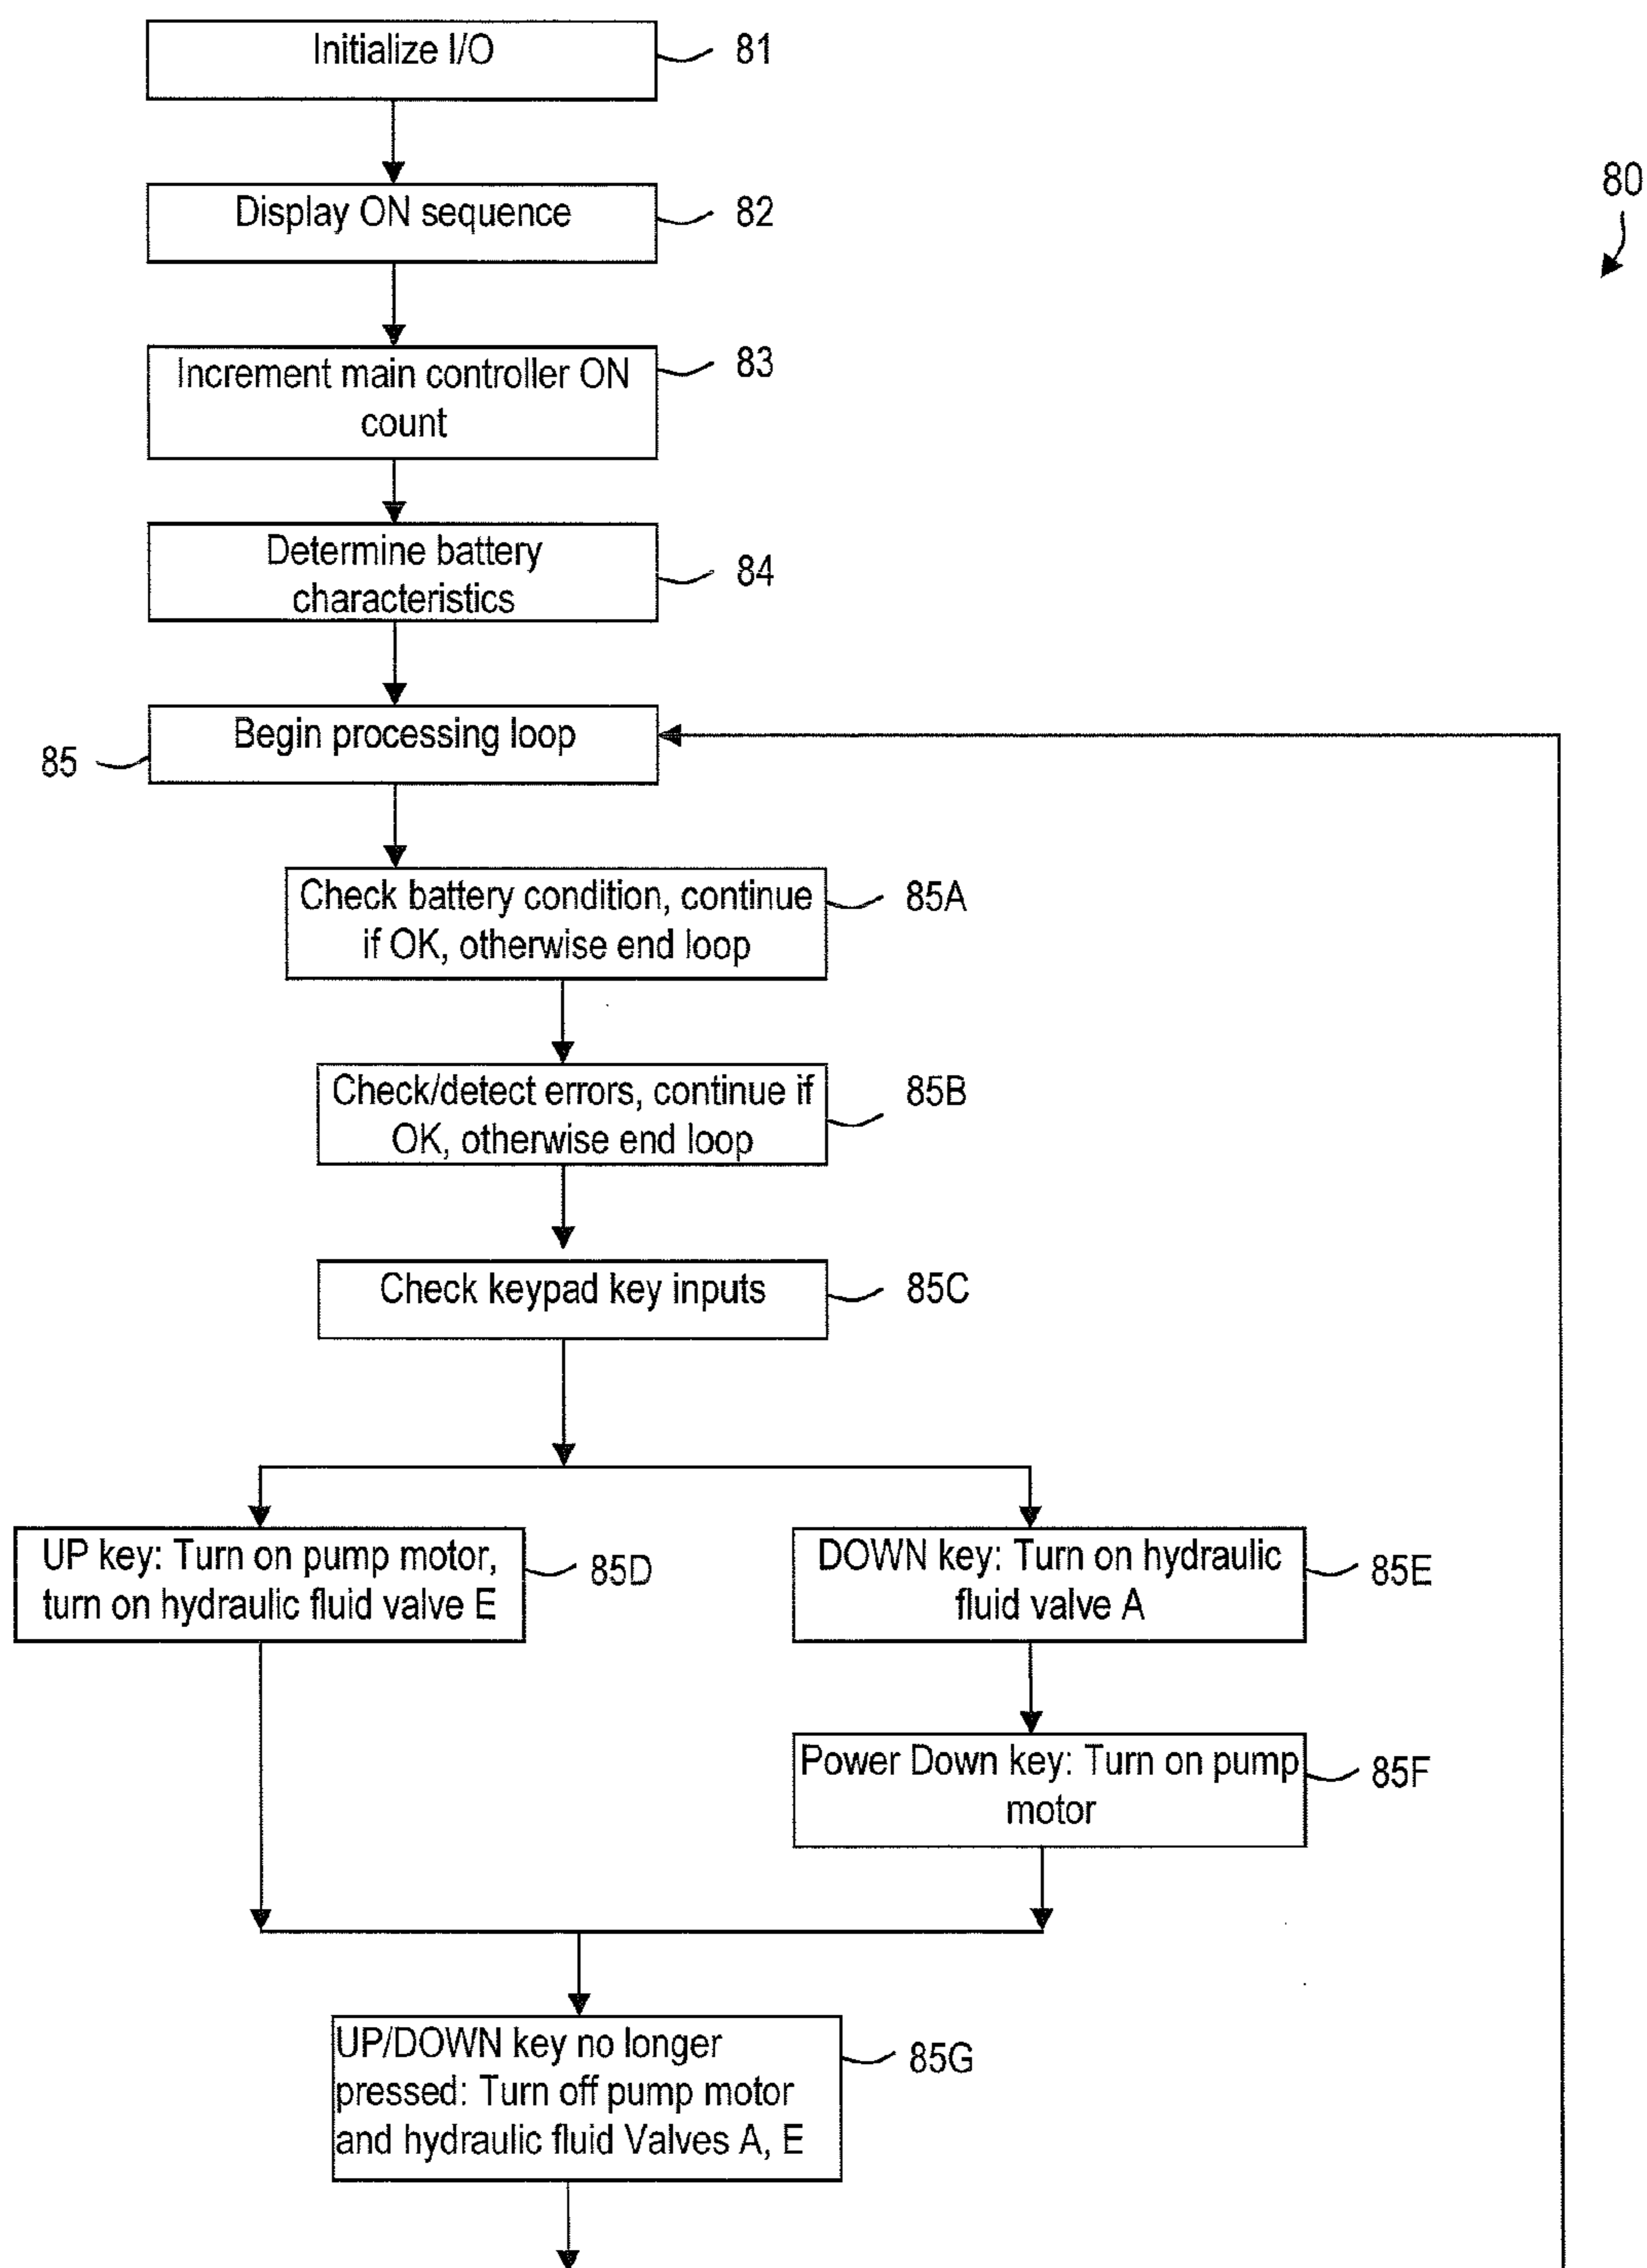 Initialize I/O
81
80
Display ON sequence
82
Increment main controller ON
count
83
Determine battery
characteristics
84
Begin processing loop
85
Check battery condition, continue
if OK, otherwise end loop
85A
Check/detect errors, continue if
OK, otherwise end loop
85B
Check keypad key inputs
85C
UP key: Turn on pump motor,
turn on hydraulic fluid valve E
85D
DOWN key: Turn on hydraulic
fluid valve A
85E
Power Down key: Turn on pump
motor
85F
UP/DOWN key no longer
pressed: Turn off pump motor
and hydraulic fluid Valves A, E
85G